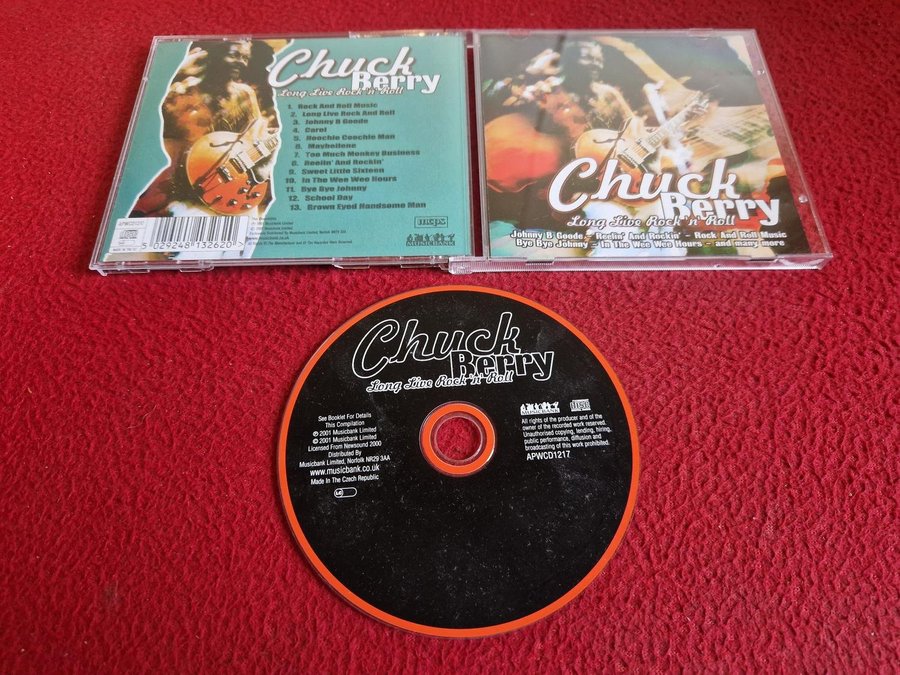 Chuck
Berry
Long Live Rock 'n' Roll
1. Rock And Roll Music
2. Long Live Rock And Roll
3. Johnny B Goode
4. Carol
5. Hoochie Coochie Man
6. Maybellene
7. Too Much Monkey Business
8. Reelin' And Rockin'
9. Sweet Little Sixteen
10. In The Wee Wee Hours
11. Bye Bye Johnny
12. School Day
13. Brown Eyed Handsome Man
5 029248 132620 >
mcps
MUSICBANK
Chuck
Berry
Long Live Rock 'n' Roll
Johnny B Goode - Reelin' And Rockin' - Rock And Roll Music
Bye Bye Johnny - In The Wee Wee Hours - and many more
Chuck
Berry
Long Live Rock 'n' Roll
See Booklet For Details
This Compilation
℗ 2001 Musicbank Limited
© 2001 Musicbank Limited
Licensed From Newsound 2000
Distributed By
Musicbank Limited, Norfolk NR29 3AA
www.musicbank.co.uk
Made In The Czech Republic
MUSICBANK
All rights of the producer and of the
owner of the recorded work reserved.
Unauthorised copying, lending, hiring,
public performance, diffusion and
broadcasting of this work prohibited.
APWCD1217